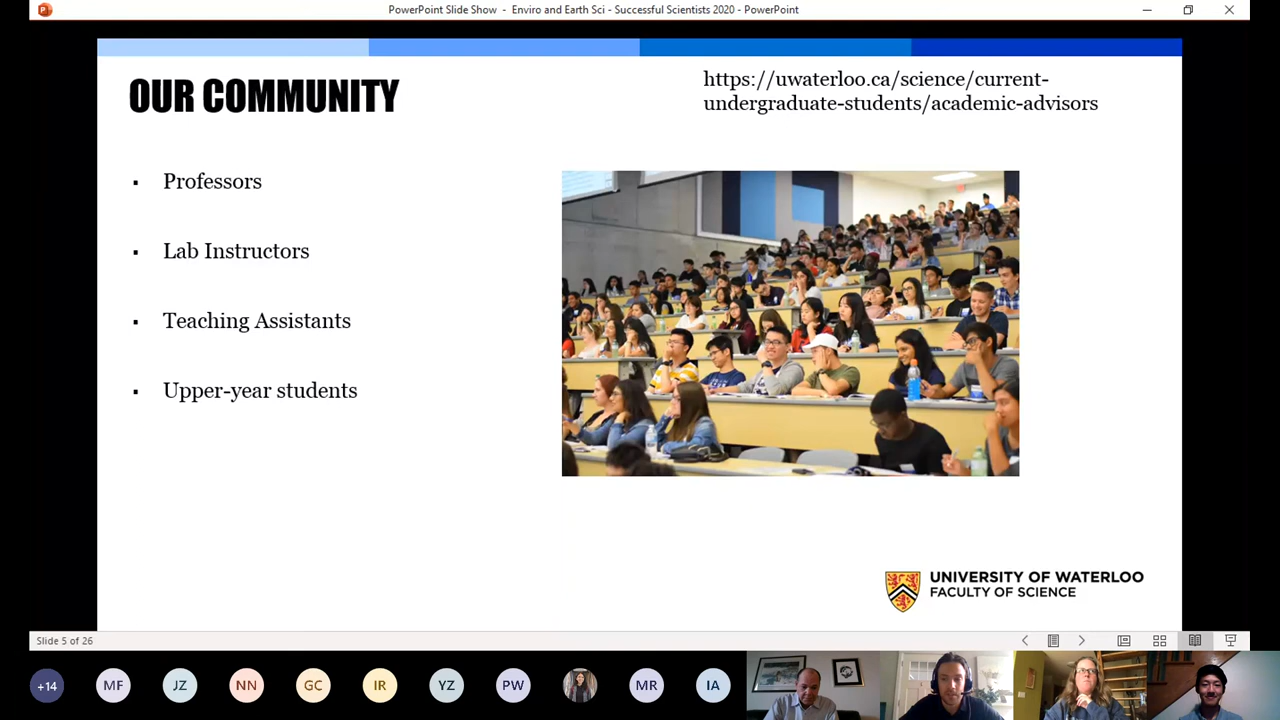 PowerPoint Slide Show - Enviro and Earth Sci - Successful Scientists 2020 - PowerPoint
OUR COMMUNITY
https://uwaterloo.ca/science/current-
undergraduate-students/academic-advisors
▪ Professors
▪ Lab Instructors
▪ Teaching Assistants
▪ Upper-year students
UNIVERSITY OF WATERLOO
FACULTY OF SCIENCE
Slide 5 of 26
+14 MF JZ NN GC IR YZ PW MR IA